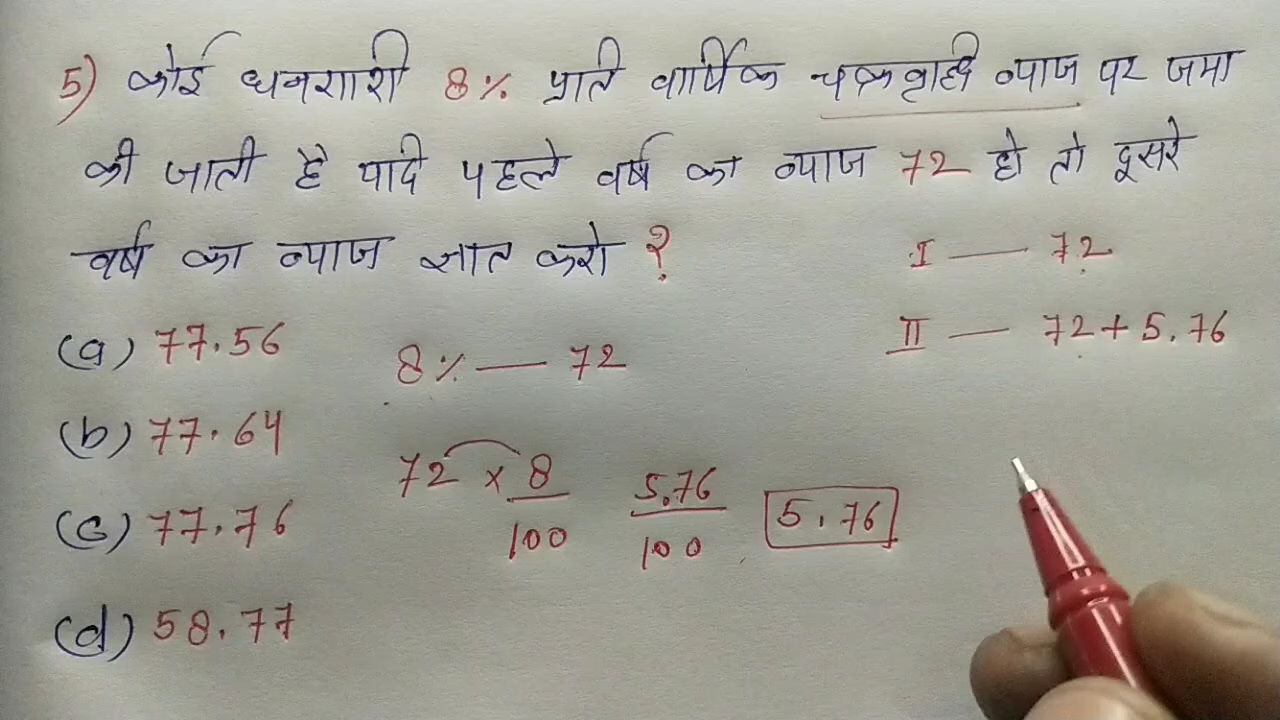 5) कोई धनराशी 8% प्रति वार्षिक चक्रवृद्धि ब्याज पर जमा
की जाती है यदि पहले वर्ष का ब्याज 72 हो तो दूसरे
वर्ष का ब्याज ज्ञात करो ?
I — 72
II — 72 + 5.76
(a) 77.56
8% — 72
(b) 77.64
72 × 8/100 5.76/100 5.76
(c) 77.76
(d) 58.77